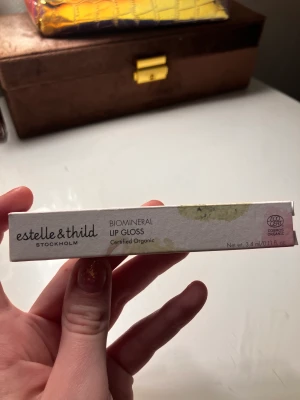 estelle & thild
STOCKHOLM
BIOMINERAL
LIP GLOSS
Certified Organic